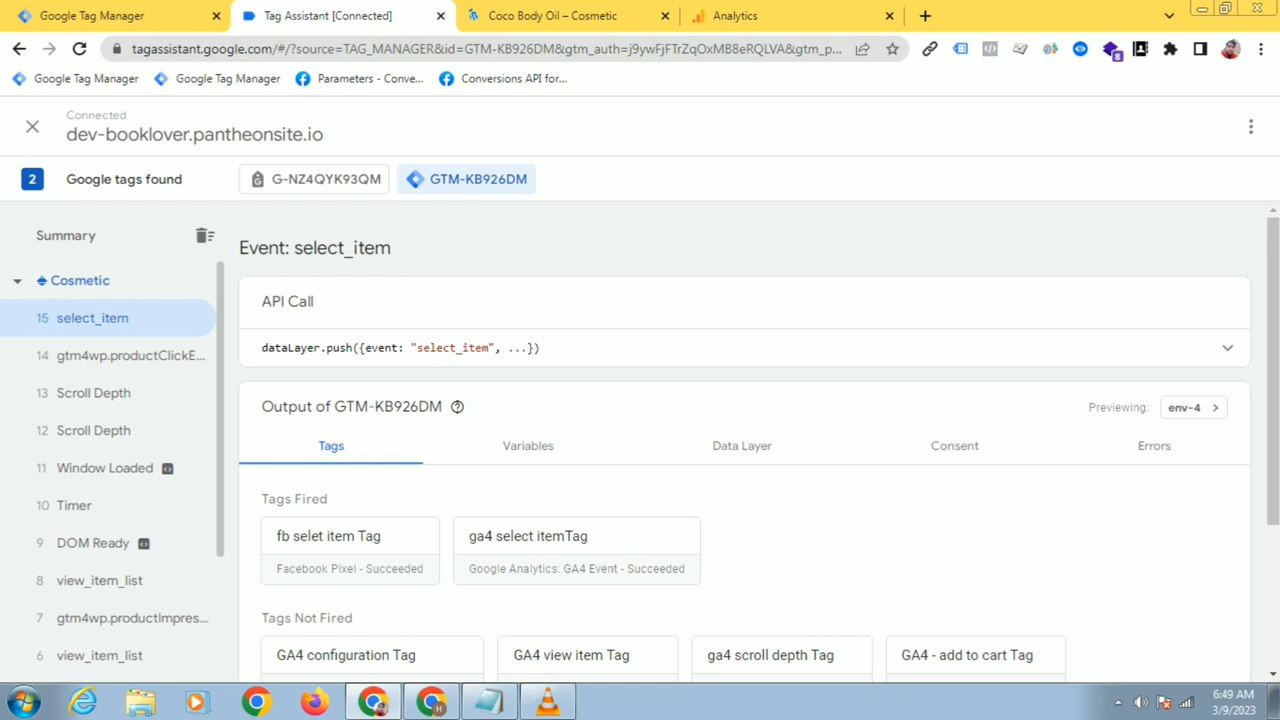 Google Tag Manager
Tag Assistant [Connected]
Coco Body Oil – Cosmetic
Analytics
tagassistant.google.com/#/?source=TAG_MANAGER&id=GTM-KB926DM&gtm_auth=j9ywFjFTrZqOxMB8eRQLVA&gtm_p...
8
Google Tag Manager
Google Tag Manager
Parameters - Conve...
Conversions API for...
Connected
dev-booklover.pantheonsite.io
2
Google tags found
G-NZ4QYK93QM
GTM-KB926DM
Summary
Cosmetic
15 select_item
14 gtm4wp.productClickE...
13 Scroll Depth
12 Scroll Depth
11 Window Loaded
10 Timer
9 DOM Ready
8 view_item_list
7 gtm4wp.productImpres...
6 view_item_list
Event: select_item
API Call
dataLayer.push({event: "select_item", ...})
Output of GTM-KB926DM
Previewing:
env-4
Tags
Variables
Data Layer
Consent
Errors
Tags Fired
fb selet item Tag
Facebook Pixel - Succeeded
ga4 select itemTag
Google Analytics: GA4 Event - Succeeded
Tags Not Fired
GA4 configuration Tag
GA4 view item Tag
ga4 scroll depth Tag
GA4 - add to cart Tag
H
6:49 AM
3/9/2023